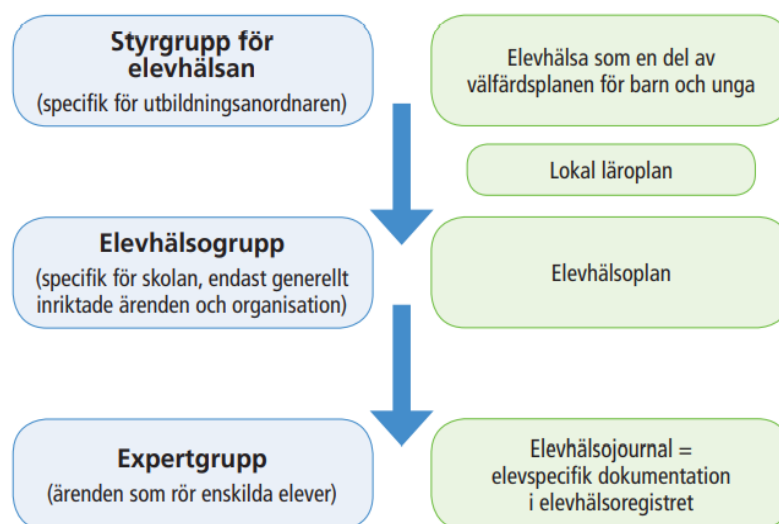 Styrgrupp för
elevhälsan
(specifik för utbildningsanordnaren)
Elevhälsa som en del av
välfärdsplanen för barn och unga
Lokal läroplan
Elevhälsogrupp
(specifik för skolan, endast generellt
inriktade ärenden och organisation)
Elevhälsoplan
Expertgrupp
(ärenden som rör enskilda elever)
Elevhälsojournal =
elevspecifik dokumentation
i elevhälsoregistret